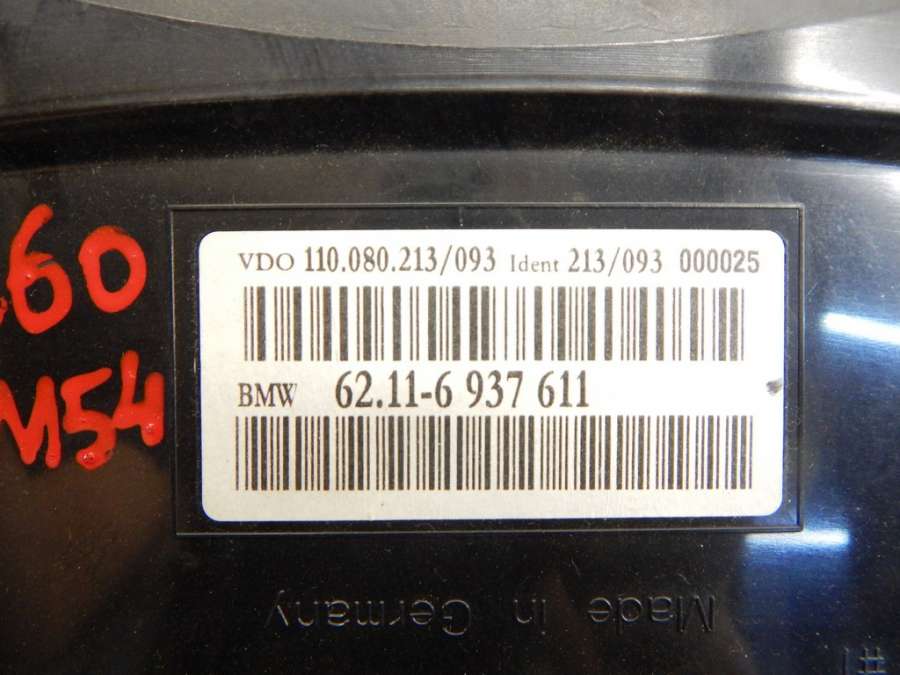 VDO 110.080.213/093 Ident 213/093 000025
BMW 62.11-6 937 611
60
M54
Made in Germany